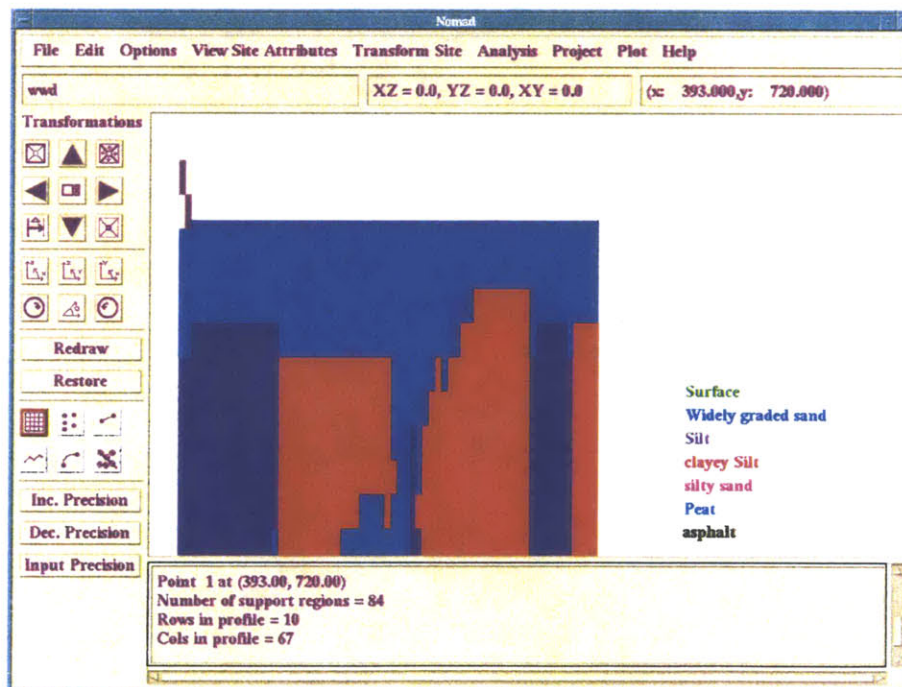 Nomad
File Edit Options View Site Attributes Transform Site Analysis Project Plot Help
wwd
XZ = 0.0, YZ = 0.0, XY = 0.0
(x: 393.000,y: 720.000)
Transformations
Redraw
Restore
Inc. Precision
Dec. Precision
Input Precision
Surface
Widely graded sand
Silt
clayey Silt
silty sand
Peat
asphalt
Point 1 at (393.00, 720.00)
Number of support regions = 84
Rows in profile = 10
Cols in profile = 67